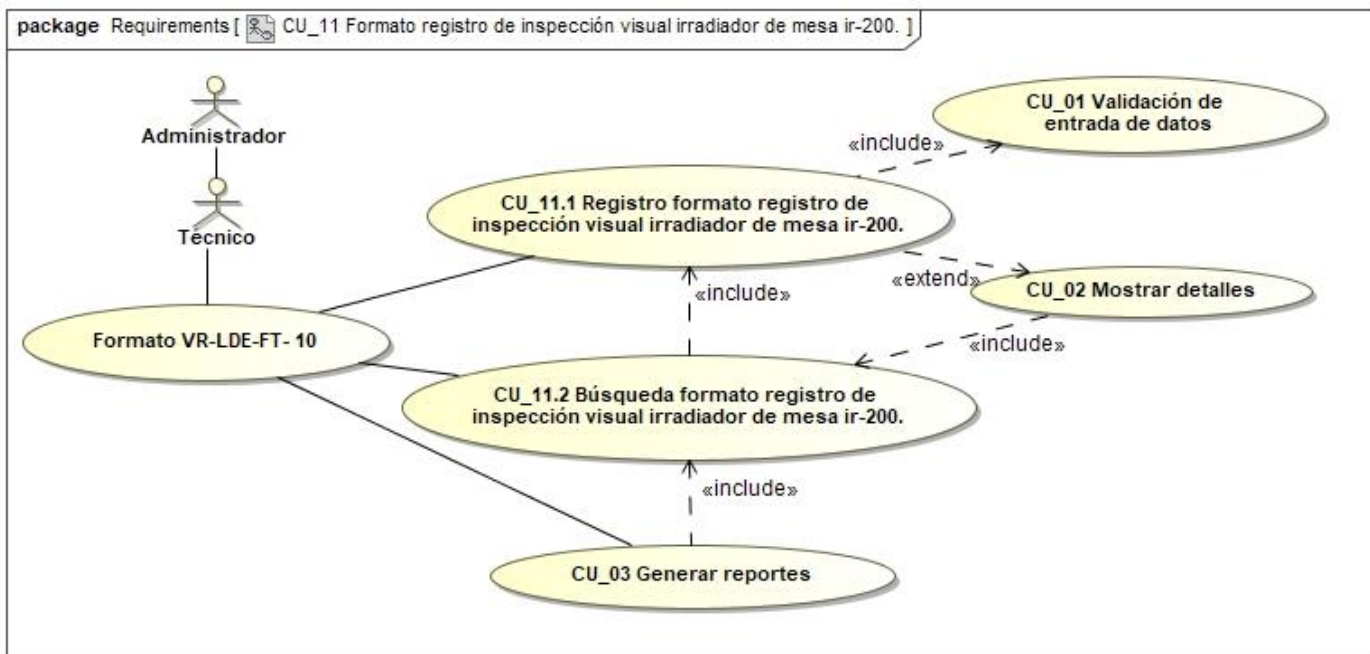 package Requirements [ CU_11 Formato registro de inspección visual irradiador de mesa ir-200. ]
Administrador
Técnico
Formato VR-LDE-FT- 10
CU_11.1 Registro formato registro de
inspección visual irradiador de mesa ir-200.
«include»
CU_01 Validación de
entrada de datos
«extend»
CU_02 Mostrar detalles
«include»
«include»
CU_11.2 Búsqueda formato registro de
inspección visual irradiador de mesa ir-200.
«include»
CU_03 Generar reportes